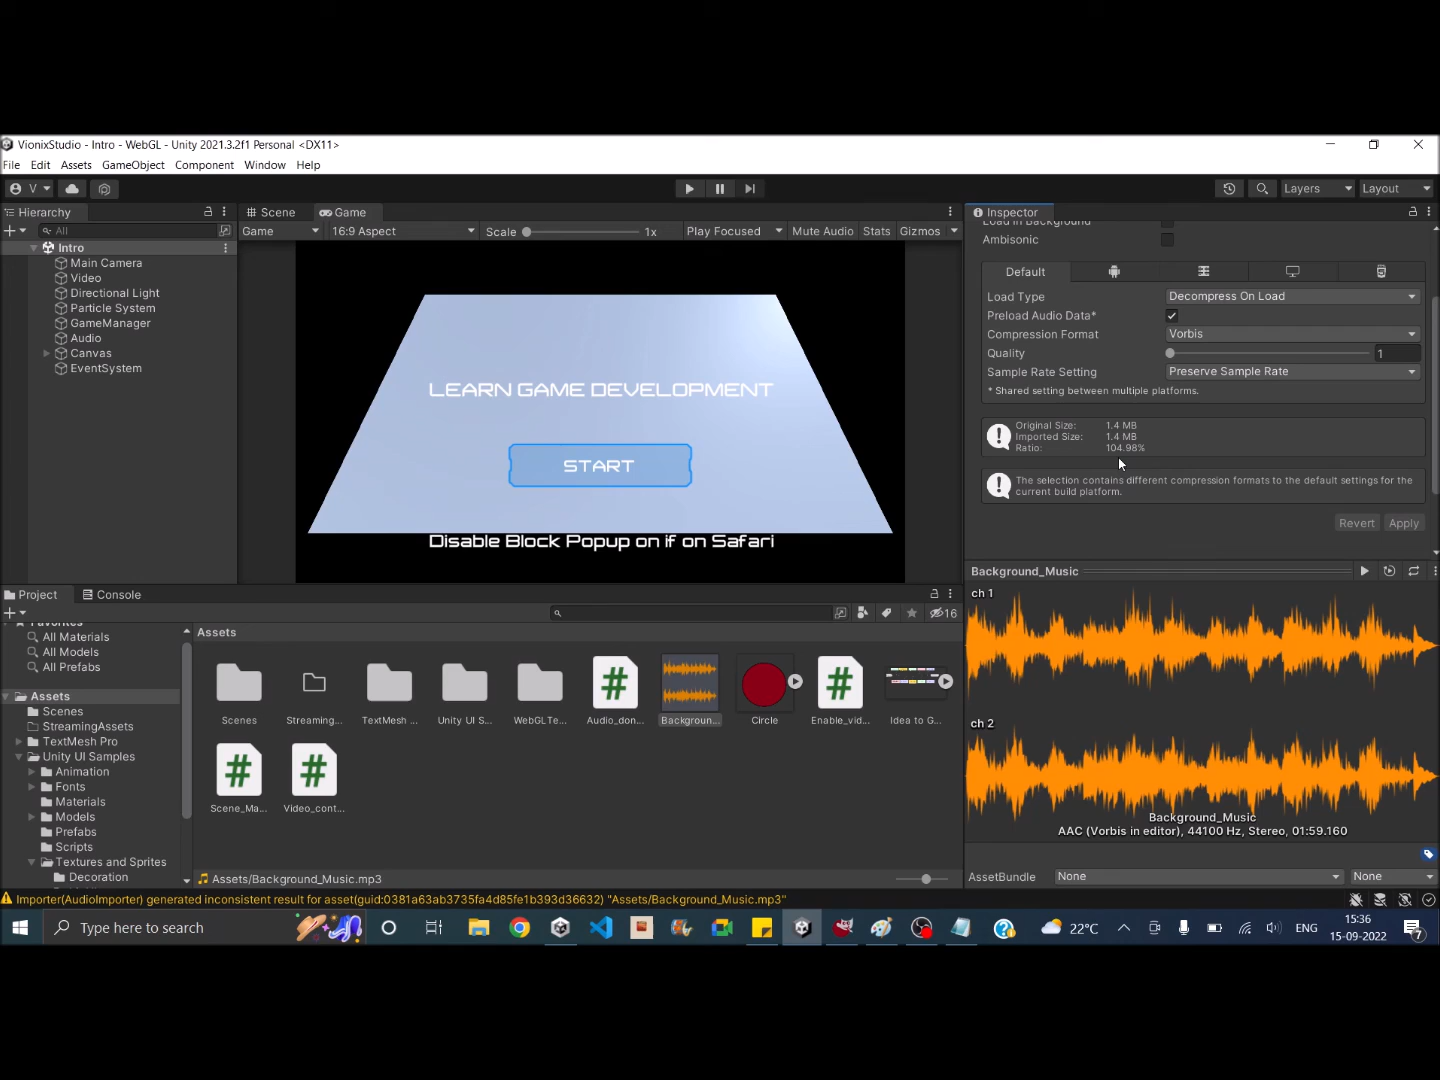 VionixStudio - Intro - WebGL - Unity 2021.3.2f1 Personal <DX11>
File Edit Assets GameObject Component Window Help
V Layers Layout
Hierarchy Scene Game Inspector
All Game 16:9 Aspect Scale 1x Play Focused Mute Audio Stats Gizmos
Load in Background
Intro
Main Camera
Video
Directional Light
Particle System
GameManager
Audio
Canvas
EventSystem
LEARN GAME DEVELOPMENT
START
Disable Block Popup on if on Safari
Ambisonic
Default
Load Type Decompress On Load
Preload Audio Data*
Compression Format Vorbis
Quality 1
Sample Rate Setting Preserve Sample Rate
* Shared setting between multiple platforms.
Original Size: 1.4 MB
Imported Size: 1.4 MB
Ratio: 104.98%
The selection contains different compression formats to the default settings for the
current build platform.
Revert Apply
Background_Music
ch 1
ch 2
Background_Music
AAC (Vorbis in editor), 44100 Hz, Stereo, 01:59.160
AssetBundle None None
Project Console
16
Favorites
All Materials
All Models
All Prefabs
Assets
Scenes
StreamingAssets
TextMesh Pro
Unity UI Samples
Animation
Fonts
Materials
Models
Prefabs
Scripts
Textures and Sprites
Decoration
Assets
Scenes Streaming... TextMesh ... Unity UI S... WebGLTe... Audio_don... Backgroun... Circle Enable_vid... Idea to G...
Scene_Ma... Video_cont...
Assets/Background_Music.mp3
Importer(AudioImporter) generated inconsistent result for asset(guid:0381a63ab3735fa4d85fe1b393d36632) "Assets/Background_Music.mp3"
Type here to search
22°C ENG
15:36
15-09-2022
7